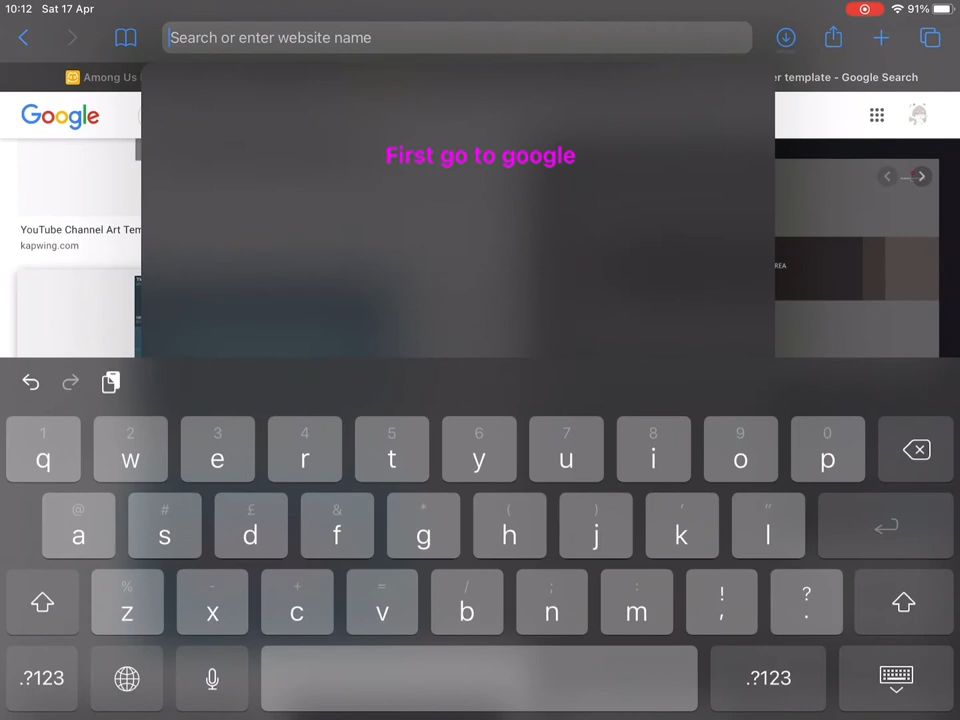 10:12 Sat 17 Apr
91%
Search or enter website name
Among Us
er template - Google Search
Google
First go to google
YouTube Channel Art Tem
kapwing.com
REA
1 2 3 4 5 6 7 8 9 0
q w e r t y u i o p
@ # £ & * ( ) ' "
a s d f g h j k l
% - + = / ; : ! ?
z x c v b n m , .
.?123 .?123